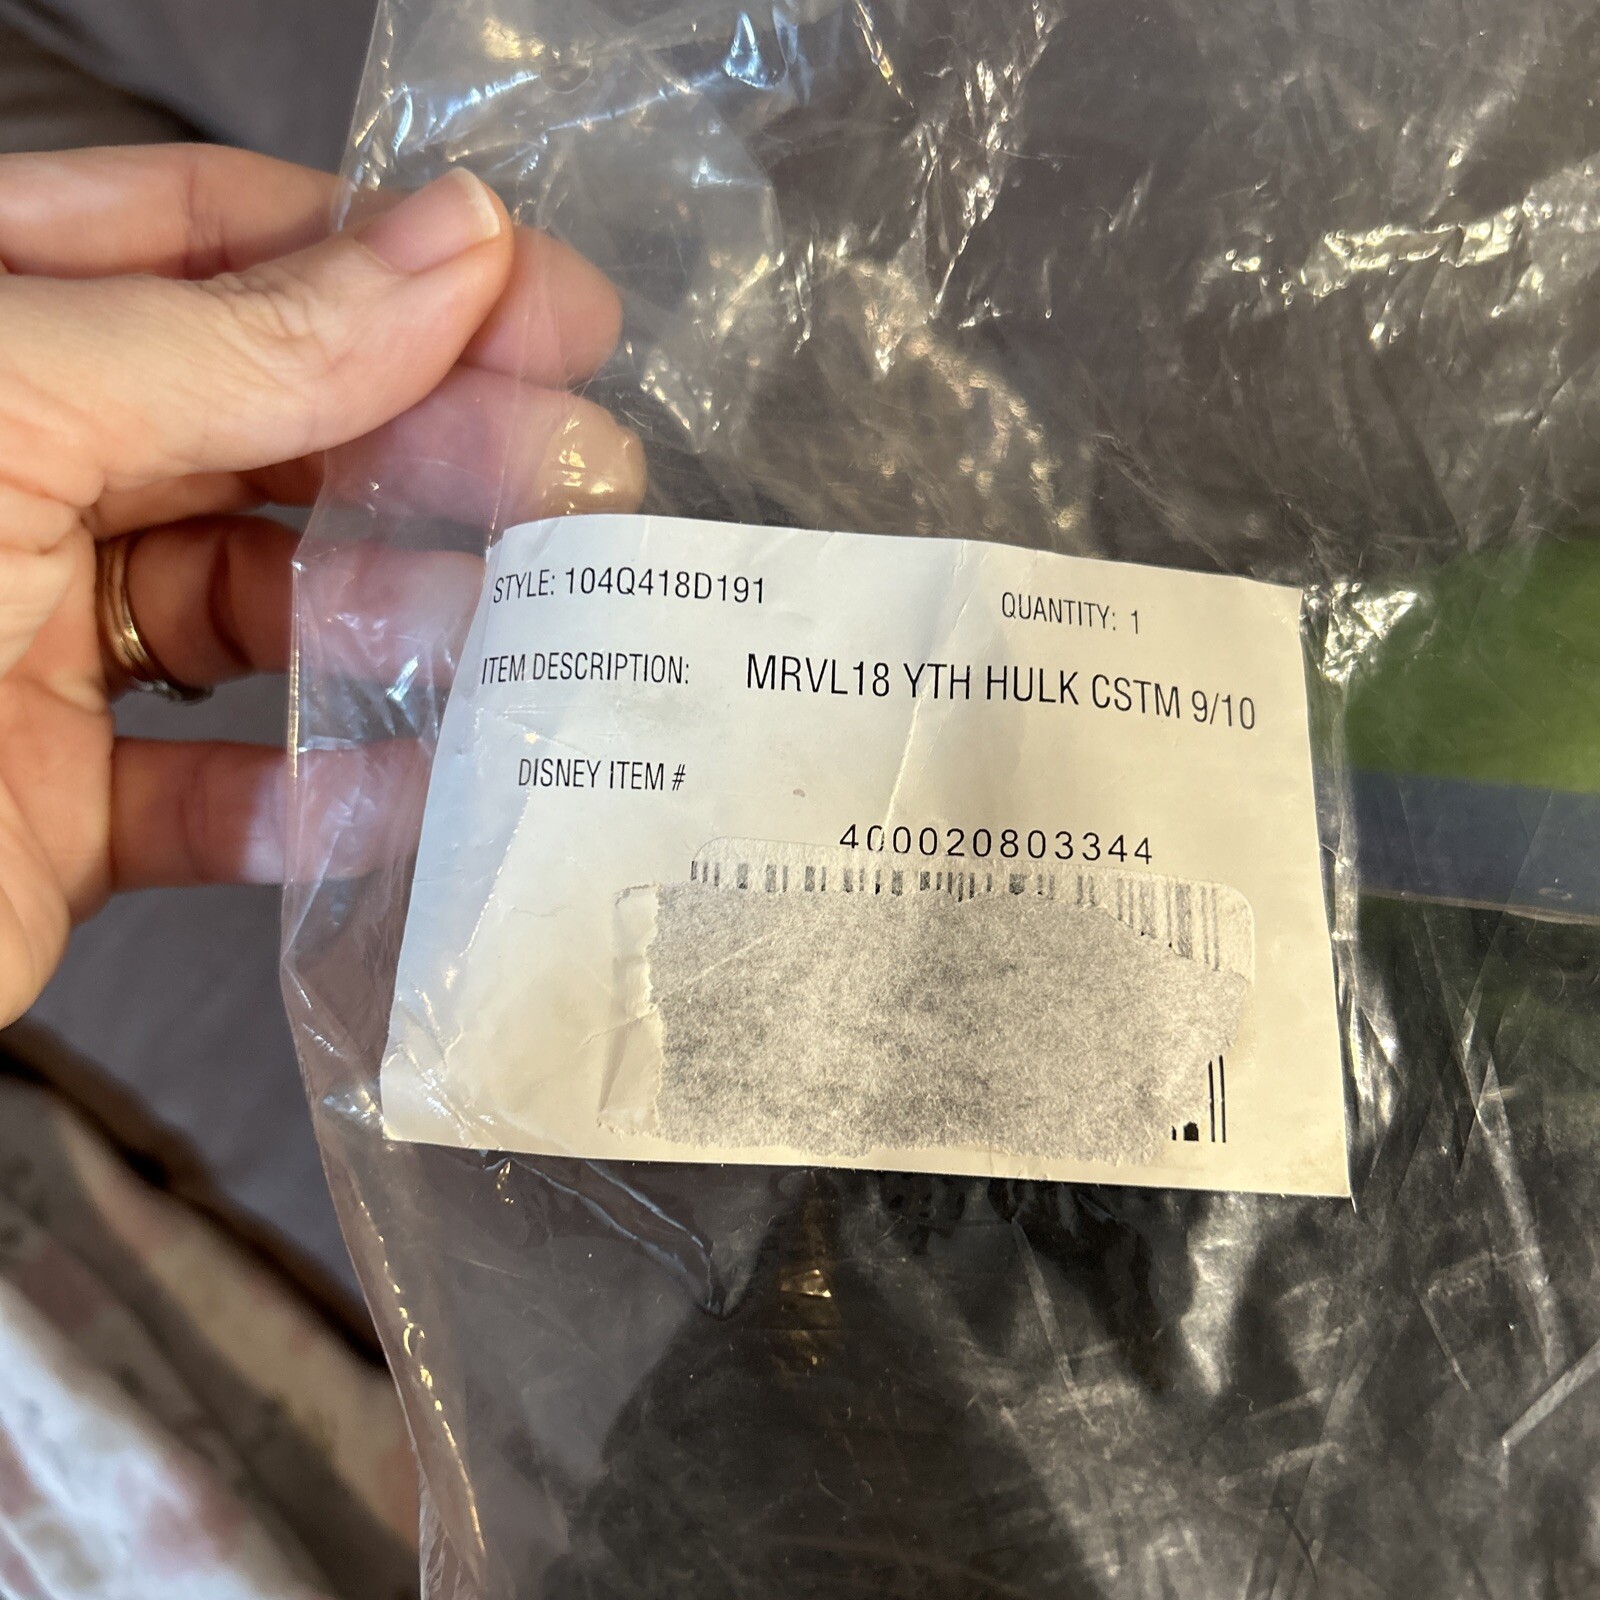 STYLE: 104Q418D191
QUANTITY: 1
ITEM DESCRIPTION: MRVL18 YTH HULK CSTM 9/10
DISNEY ITEM #
400020803344